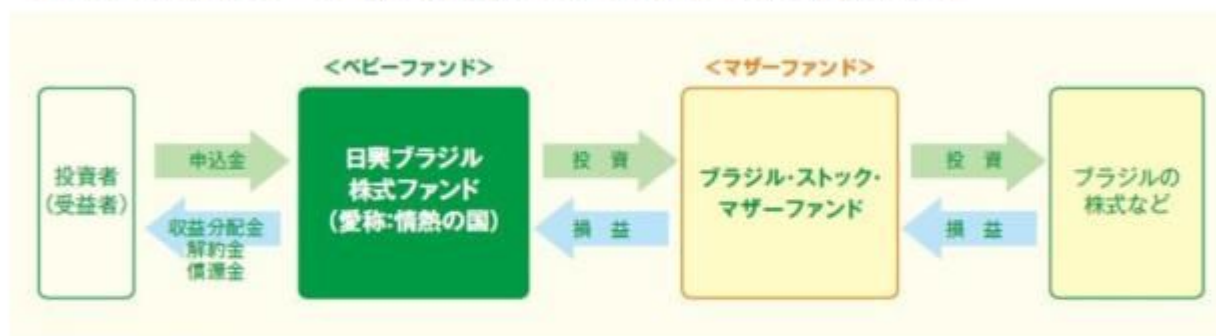 <ベビーファンド>
<マザーファンド>
投資者
(受益者)
申込金
収益分配金
解約金
償還金
日興ブラジル
株式ファンド
(愛称:情熱の国)
投 資
損 益
ブラジル・ストック・
マザーファンド
投 資
損 益
ブラジルの
株式など